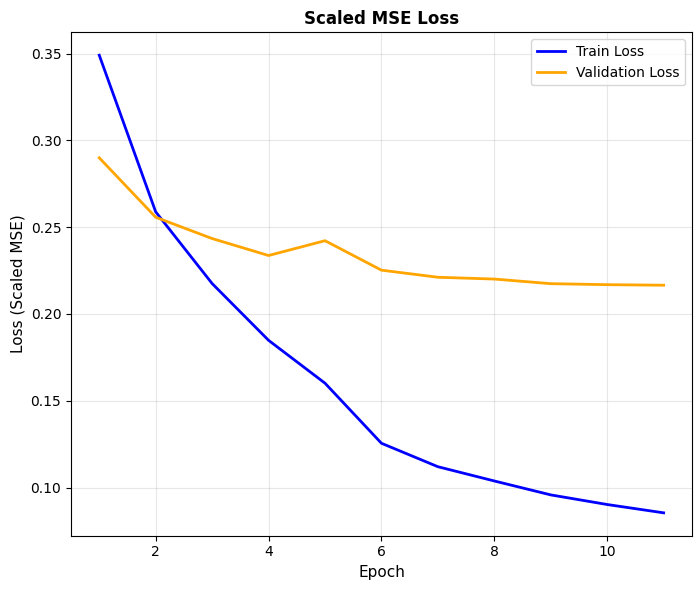 Scaled MSE Loss
Train Loss
Validation Loss
0.35
0.30
0.25
0.20
0.15
0.10
Loss (Scaled MSE)
2 4 6 8 10
Epoch